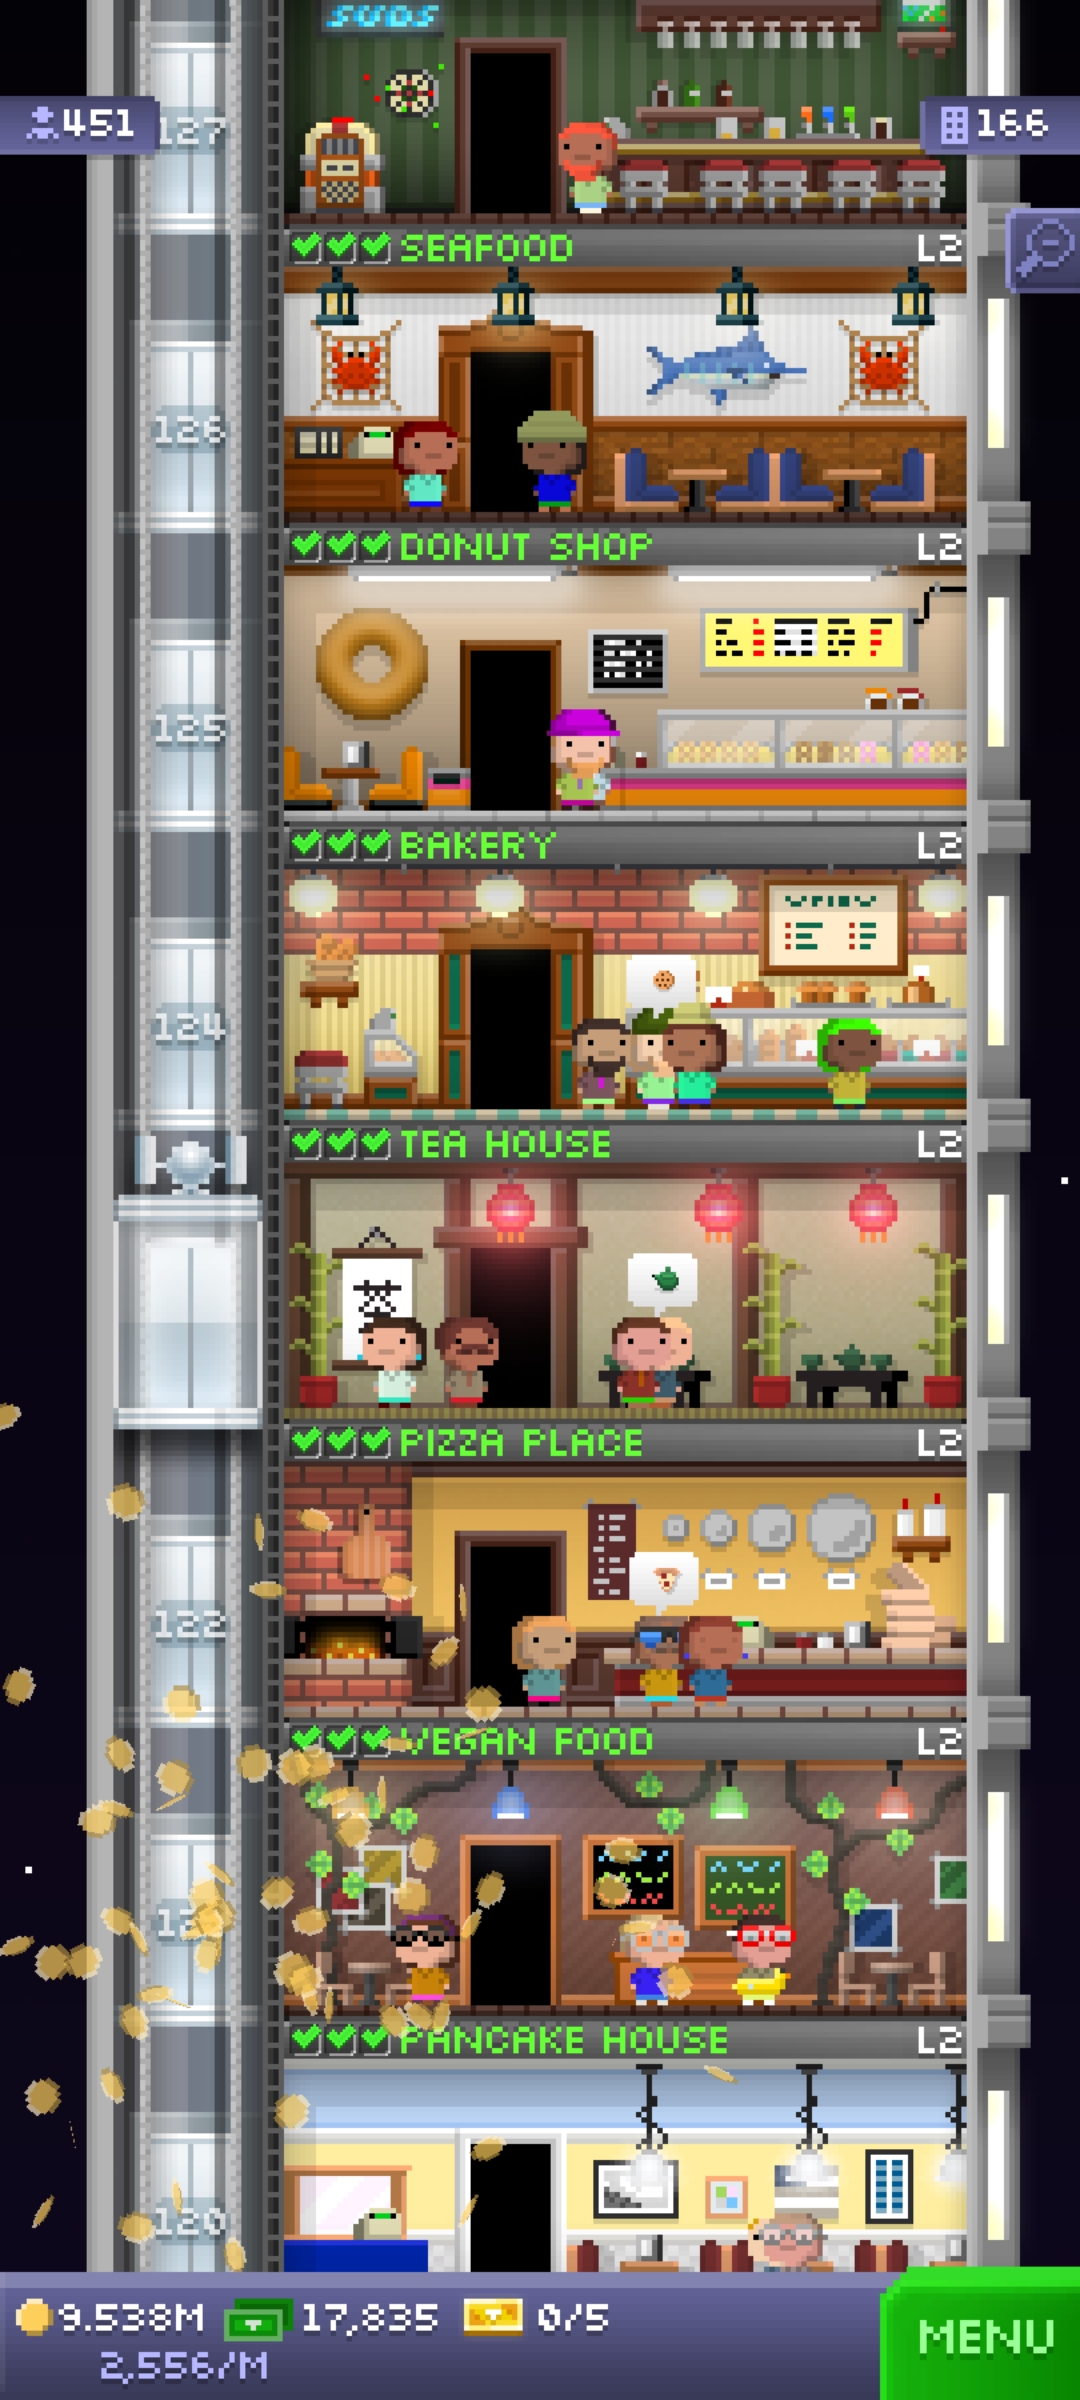 SUDS
451
127
166
SEAFOOD L2
126
DONUT SHOP L2
125
BAKERY L2
124
TEA HOUSE L2
PIZZA PLACE L2
122
VEGAN FOOD L2
PANCAKE HOUSE L2
120
9.538M 17,835 0/5
2,556/M
MENU